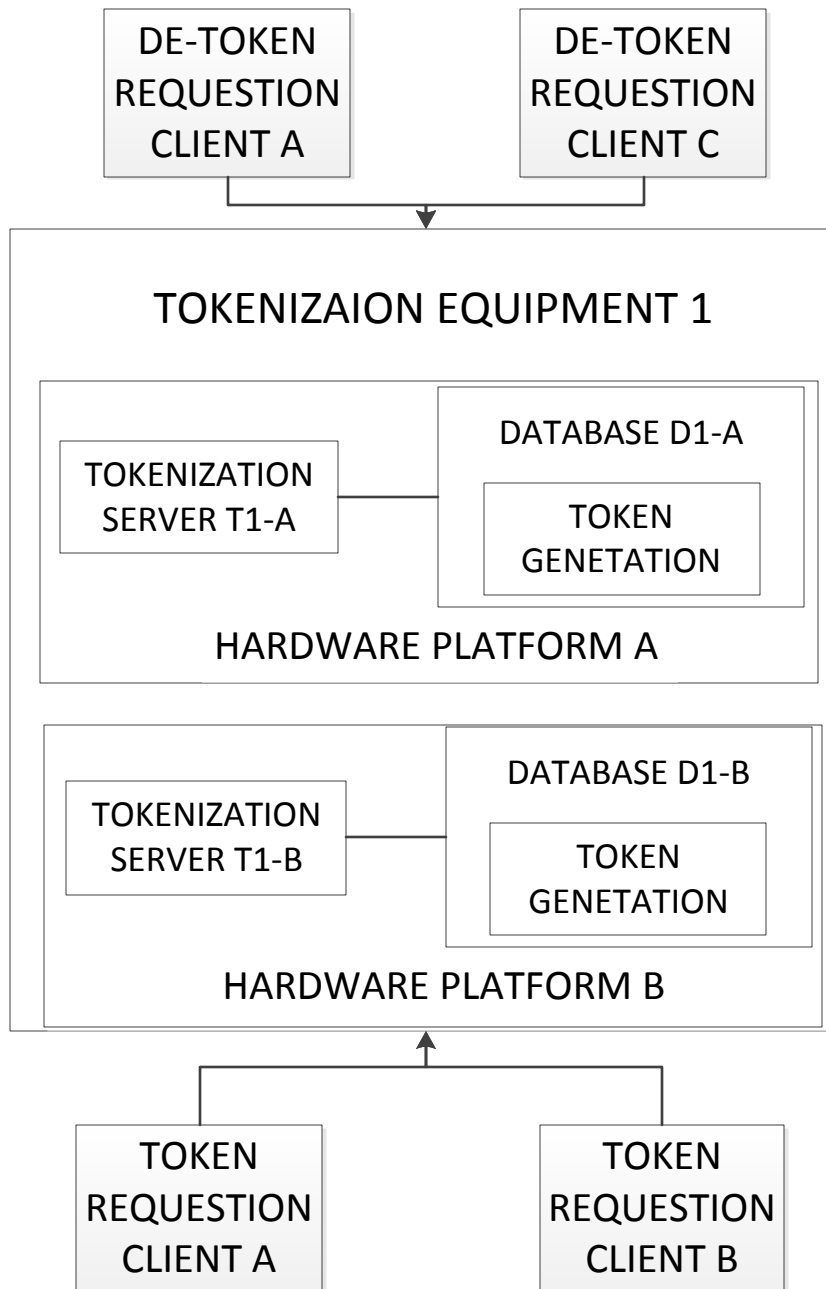 DE-TOKEN
REQUESTION
CLIENT A
DE-TOKEN
REQUESTION
CLIENT C
TOKENIZAION EQUIPMENT 1
TOKENIZATION
SERVER T1-A
DATABASE D1-A
TOKEN
GENETATION
HARDWARE PLATFORM A
TOKENIZATION
SERVER T1-B
DATABASE D1-B
TOKEN
GENETATION
HARDWARE PLATFORM B
TOKEN
REQUESTION
CLIENT A
TOKEN
REQUESTION
CLIENT B